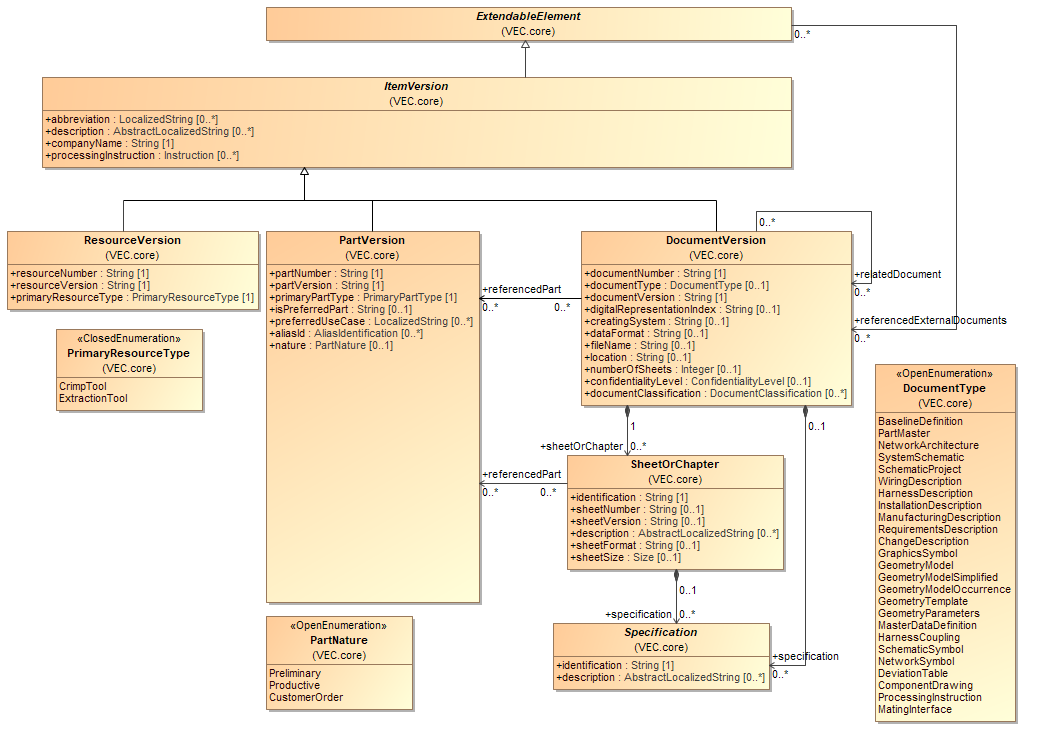 ExtendableElement
(VEC.core)
0..*
ItemVersion
(VEC.core)
+abbreviation : LocalizedString [0..*]
+description : AbstractLocalizedString [0..*]
+companyName : String [1]
+processingInstruction : Instruction [0..*]
ResourceVersion
(VEC.core)
+resourceNumber : String [1]
+resourceVersion : String [1]
+primaryResourceType : PrimaryResourceType [1]
PartVersion
(VEC.core)
+partNumber : String [1]
+partVersion : String [1]
+primaryPartType : PrimaryPartType [1]
+isPreferredPart : String [0..1]
+preferredUseCase : LocalizedString [0..*]
+aliasId : AliasIdentification [0..*]
+nature : PartNature [0..1]
+referencedPart
0..*
0..*
DocumentVersion
(VEC.core)
+documentNumber : String [1]
+documentType : DocumentType [0..1]
+documentVersion : String [1]
+digitalRepresentationIndex : String [0..1]
+creatingSystem : String [0..1]
+dataFormat : String [0..1]
+fileName : String [0..1]
+location : String [0..1]
+numberOfSheets : Integer [0..1]
+confidentialityLevel : ConfidentialityLevel [0..1]
+documentClassification : DocumentClassification [0..*]
0..*
+relatedDocument
0..*
+referencedExternalDocuments
0..*
«ClosedEnumeration»
PrimaryResourceType
(VEC.core)
CrimpTool
ExtractionTool
1
+sheetOrChapter
0..*
0..1
+referencedPart
0..*
0..*
SheetOrChapter
(VEC.core)
+identification : String [1]
+sheetNumber : String [0..1]
+sheetVersion : String [0..1]
+description : AbstractLocalizedString [0..*]
+sheetFormat : String [0..1]
+sheetSize : Size [0..1]
0..1
+specification
0..*
Specification
(VEC.core)
+identification : String [1]
+description : AbstractLocalizedString [0..*]
+specification
0..*
«OpenEnumeration»
PartNature
(VEC.core)
Preliminary
Productive
CustomerOrder
«OpenEnumeration»
DocumentType
(VEC.core)
BaselineDefinition
PartMaster
NetworkArchitecture
SystemSchematic
SchematicProject
WiringDescription
HarnessDescription
InstallationDescription
ManufacturingDescription
RequirementsDescription
ChangeDescription
GraphicsSymbol
GeometryModel
GeometryModelSimplified
GeometryModelOccurrence
GeometryTemplate
GeometryParameters
MasterDataDefinition
HarnessCoupling
SchematicSymbol
NetworkSymbol
DeviationTable
ComponentDrawing
ProcessingInstruction
MatingInterface